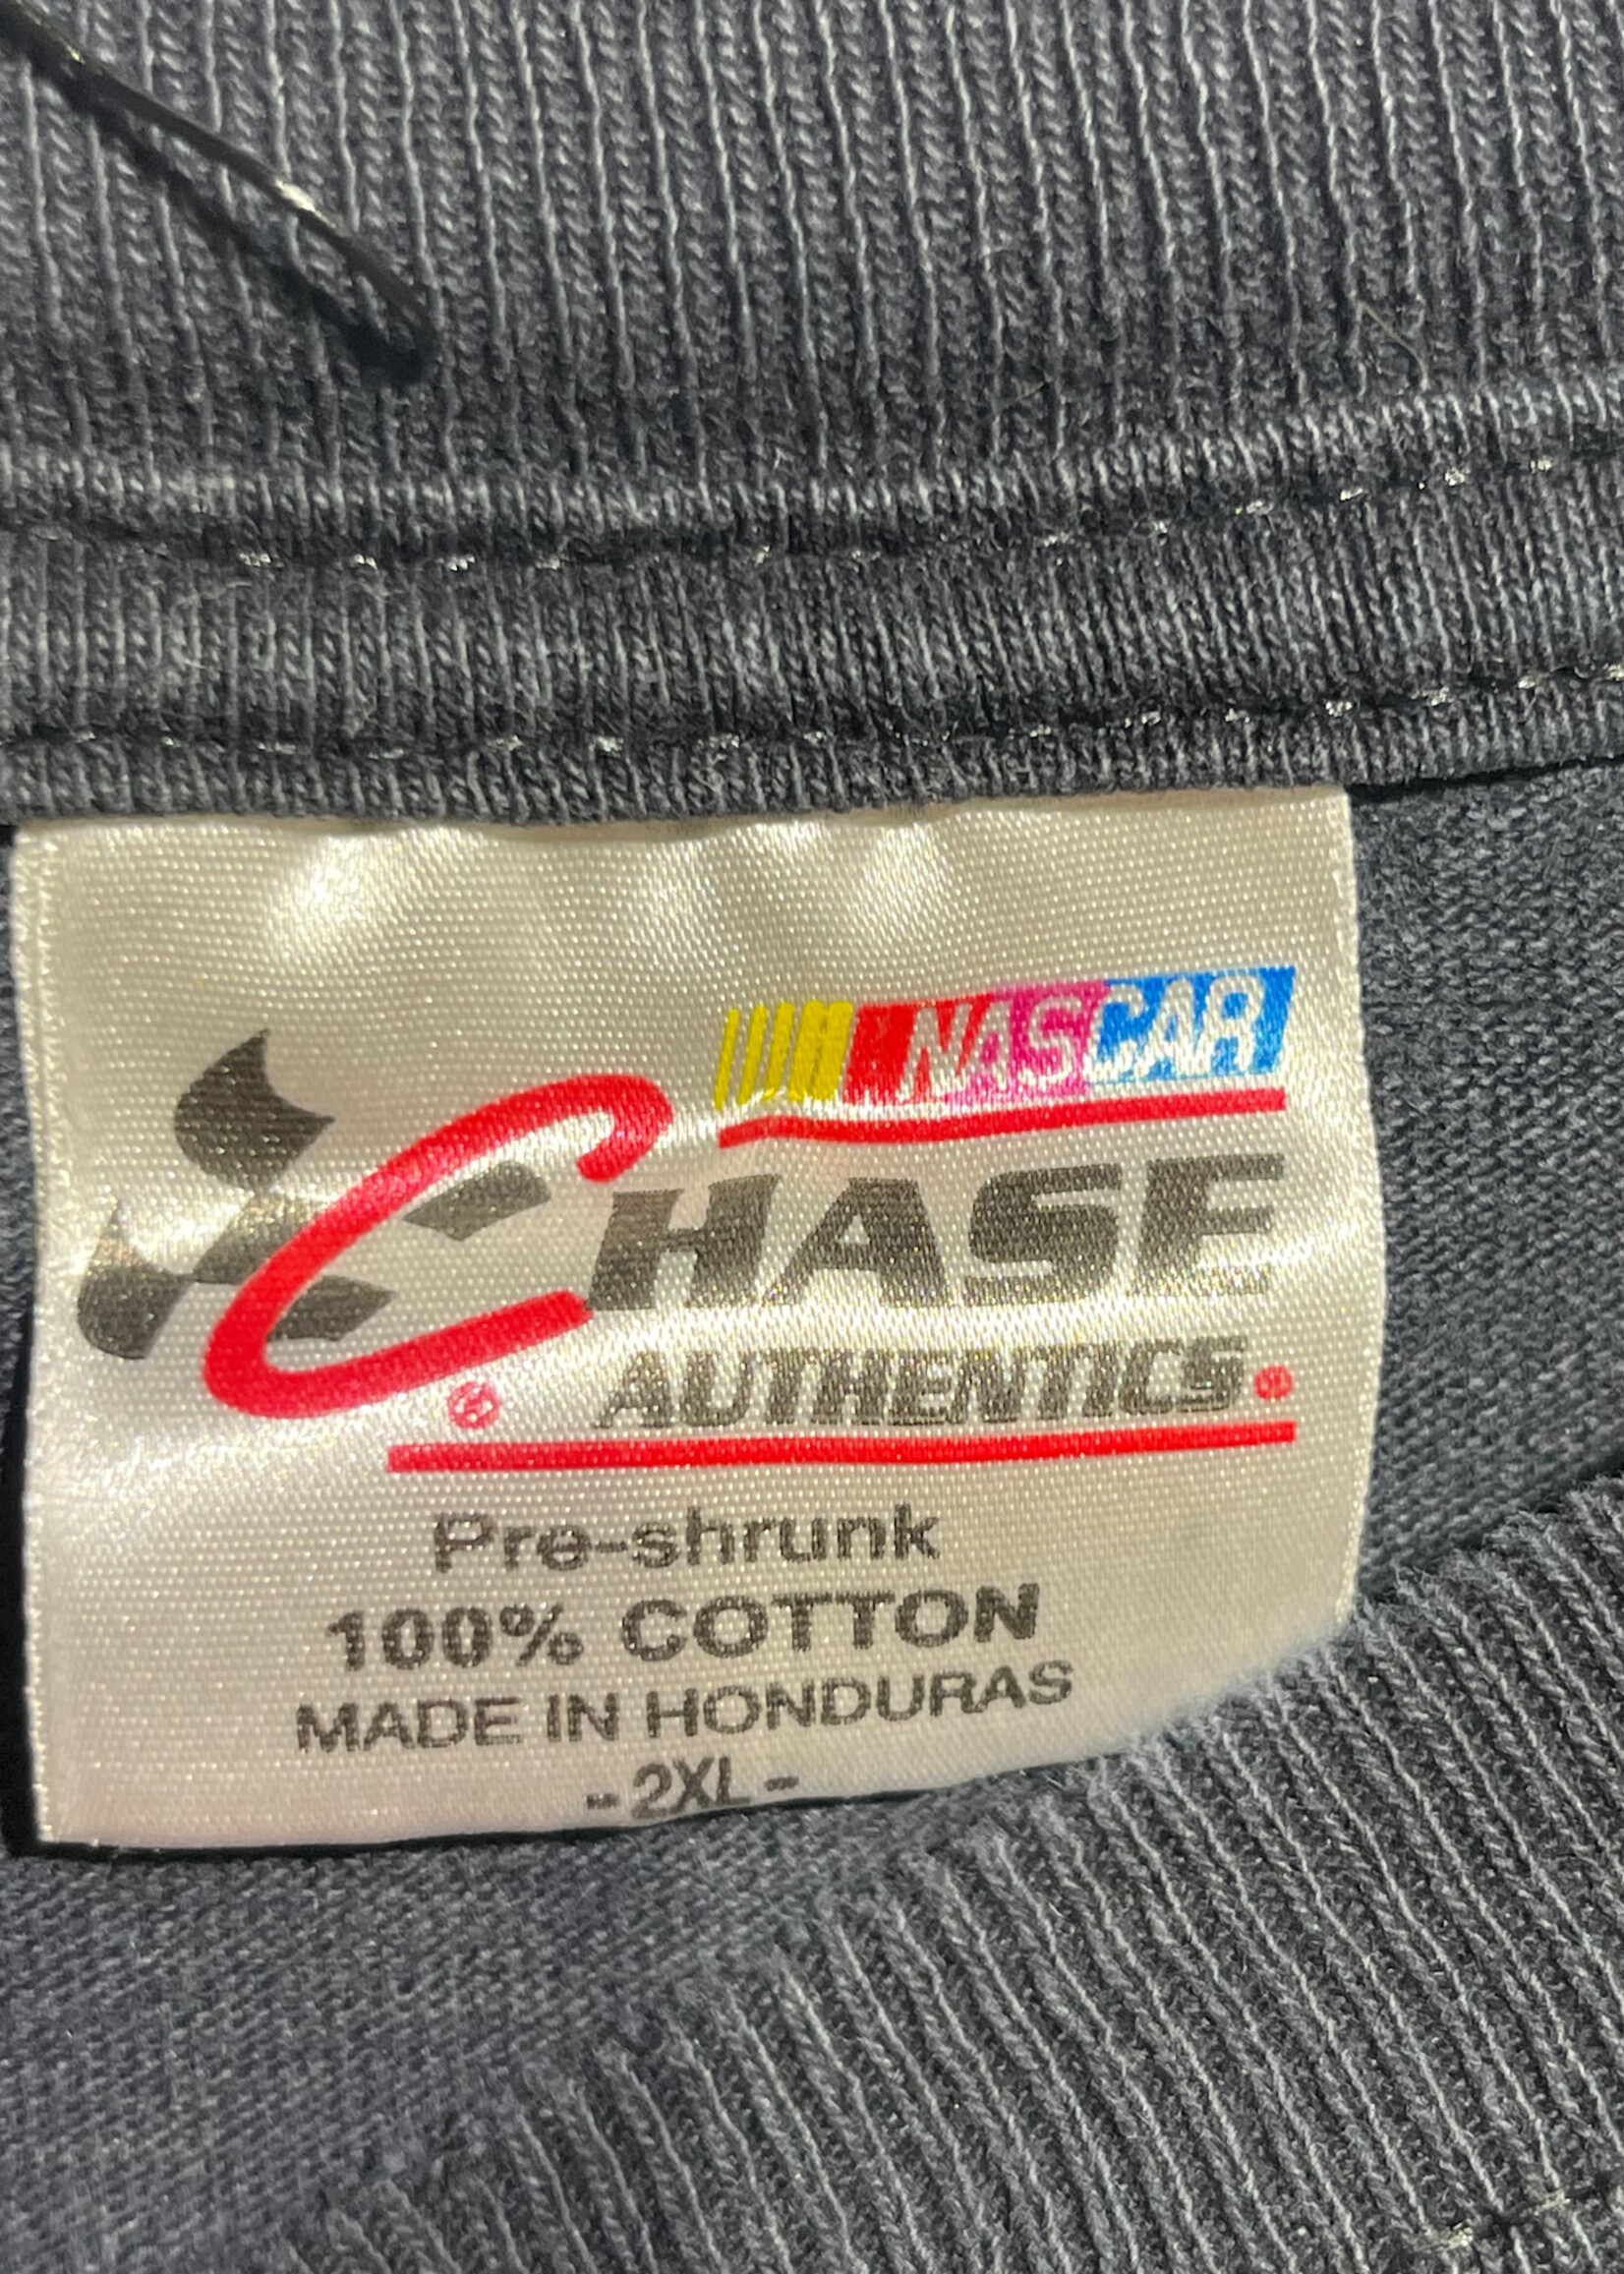 NASCAR
CHASE
® AUTHENTICS ®
Pre-shrunk
100% COTTON
MADE IN HONDURAS
- 2XL -